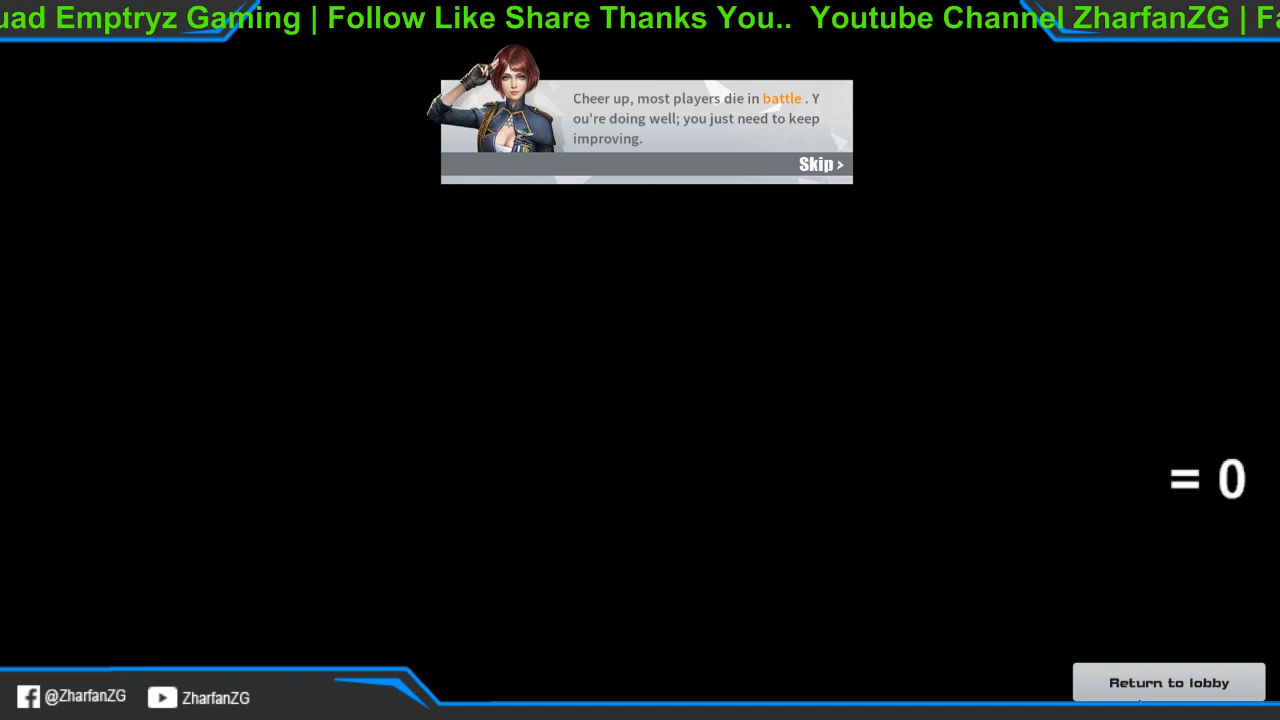 uad Emptryz Gaming | Follow Like Share Thanks You.. Youtube Channel ZharfanZG | Fa
Cheer up, most players die in battle . Y
ou're doing well; you just need to keep
improving.
Skip >
= 0
Return to lobby
@ZharfanZG ZharfanZG